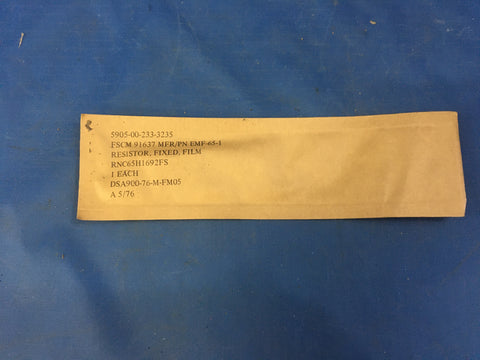 5905-00-233-3235
FSCM 91637 MFR/PN EMF-65-1
RESISTOR, FIXED, FILM
RNC65H1692FS
1 EACH
DSA900-76-M-FM05
A 5/76